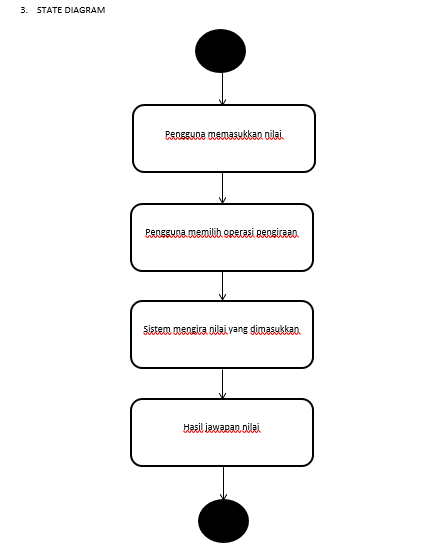 3. STATE DIAGRAM
Pengguna memasukkan nilai
Pengguna memilih operasi pengiraan
Sistem mengira nilai yang dimasukkan
Hasil jawapan nilai